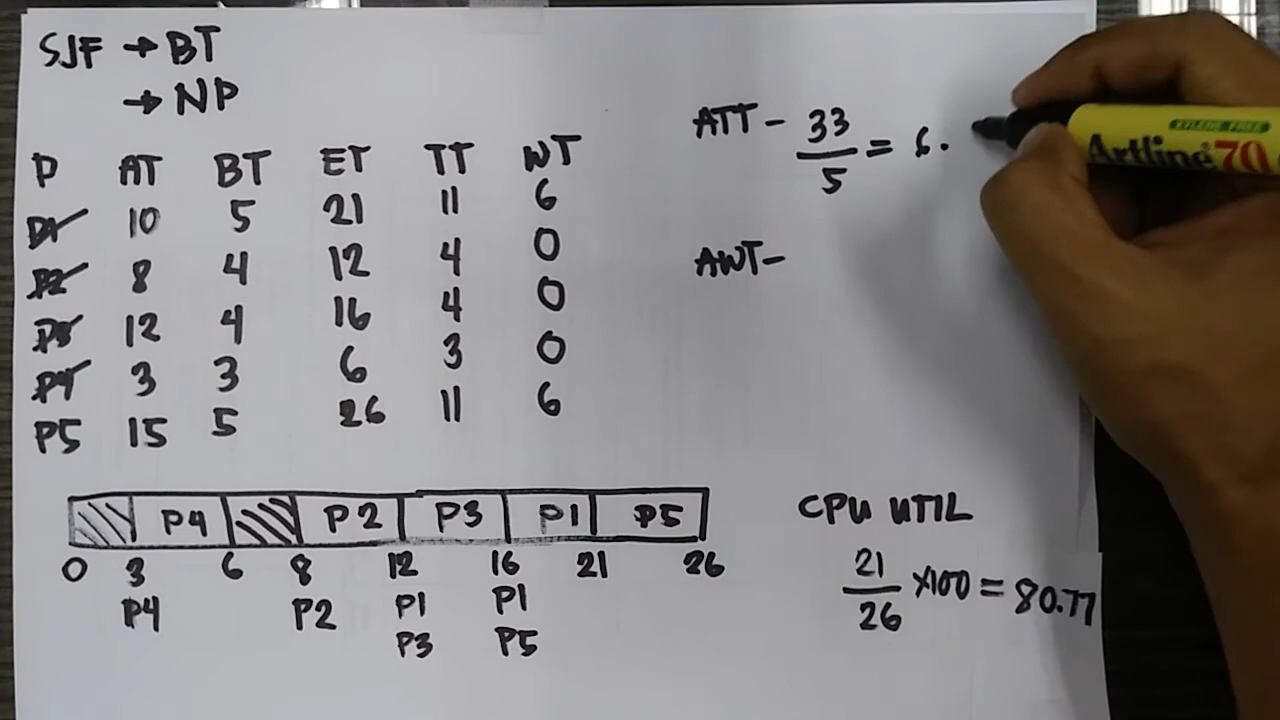 SJF → BT
→ NP
P AT BT ET TT WT
P1 10 5 21 11 6
P2 8 4 12 4 0
P3 12 4 16 4 0
P4 3 3 6 3 0
P5 15 5 26 11 6
ATT - 33/5 = 6.
AWT-
XYLENE FREE
Artline 70
P4 P2 P3 P1 P5
0 3 6 8 12 16 21 26
P4 P2 P1 P1
P3 P5
CPU UTIL
21/26 ×100 = 80.77